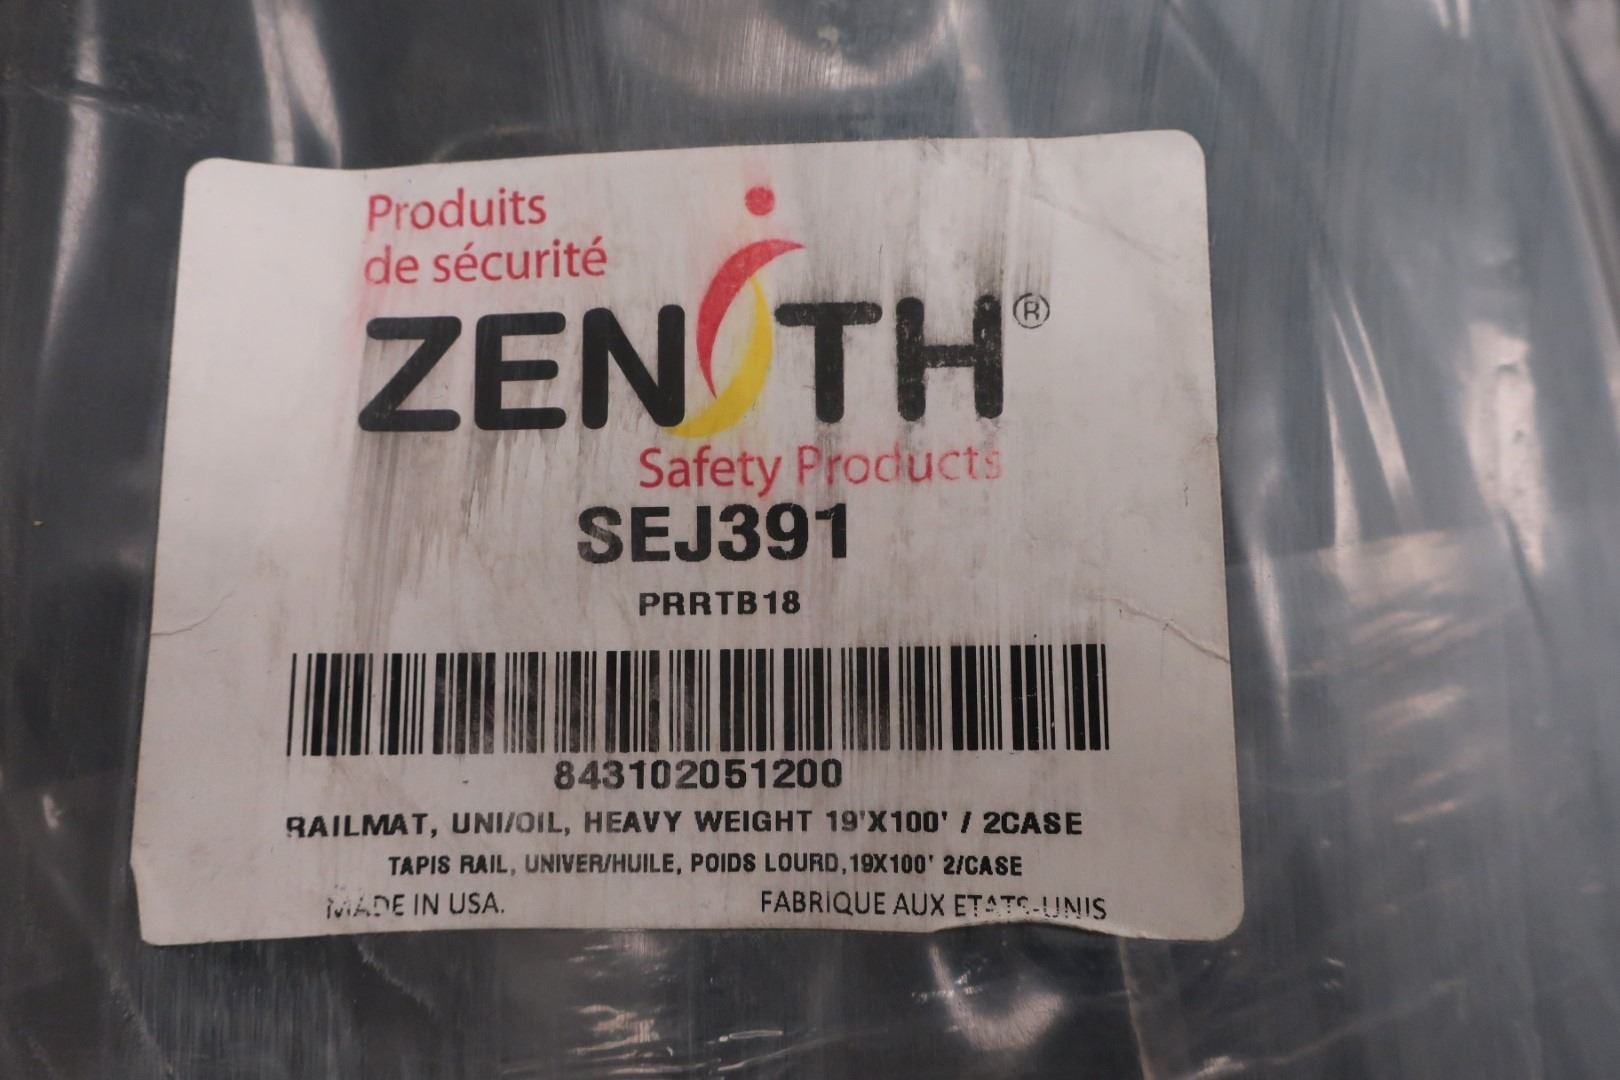 Produits
de sécurité
ZENiTH®
Safety Products
SEJ391
PRRTB18
843102051200
RAILMAT, UNI/OIL, HEAVY WEIGHT 19'X100' / 2CASE
TAPIS RAIL, UNIVER/HUILE, POIDS LOURD,19X100' 2/CASE
MADE IN USA. FABRIQUE AUX ETATS-UNIS